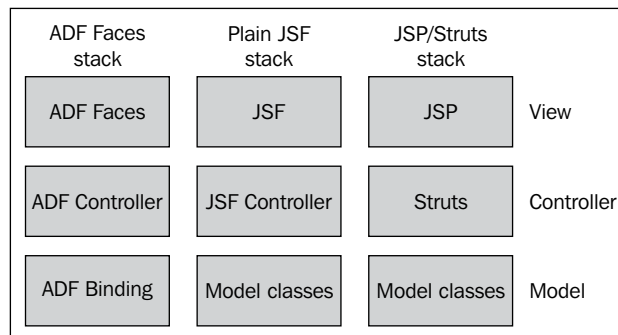 ADF Faces stack
Plain JSF stack
JSP/Struts stack
ADF Faces
JSF
JSP
View
ADF Controller
JSF Controller
Struts
Controller
ADF Binding
Model classes
Model classes
Model